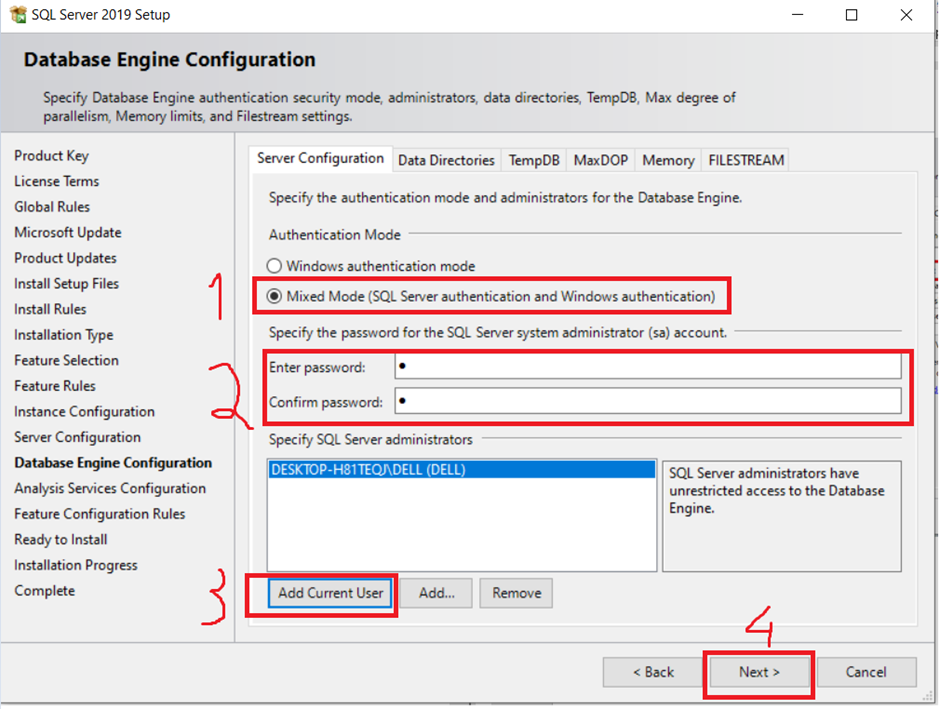 SQL Server 2019 Setup
Database Engine Configuration
Specify Database Engine authentication security mode, administrators, data directories, TempDB, Max degree of
parallelism, Memory limits, and Filestream settings.
Product Key
License Terms
Global Rules
Microsoft Update
Product Updates
Install Setup Files
Install Rules
Installation Type
Feature Selection
Feature Rules
Instance Configuration
Server Configuration
Database Engine Configuration
Analysis Services Configuration
Feature Configuration Rules
Ready to Install
Installation Progress
Complete
Server Configuration Data Directories TempDB MaxDOP Memory FILESTREAM
Specify the authentication mode and administrators for the Database Engine.
Authentication Mode
Windows authentication mode
1
Mixed Mode (SQL Server authentication and Windows authentication)
Specify the password for the SQL Server system administrator (sa) account.
2
Enter password: ●
Confirm password: ●
Specify SQL Server administrators
DESKTOP-H81TEQJ\DELL (DELL)
SQL Server administrators have
unrestricted access to the Database
Engine.
3
Add Current User Add... Remove
4
< Back Next > Cancel